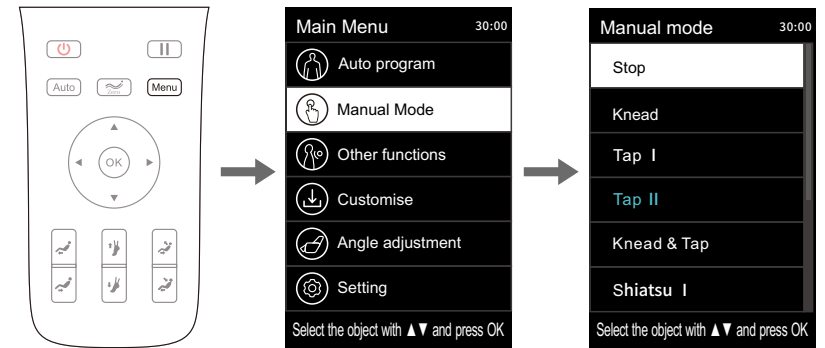 Auto
Zero
Menu
OK
Main Menu 30:00
Auto program
Manual Mode
Other functions
Customise
Angle adjustment
Setting
Select the object with ▲▼ and press OK
Manual mode 30:00
Stop
Knead
Tap I
Tap II
Knead & Tap
Shiatsu I
Select the object with ▲▼ and press OK